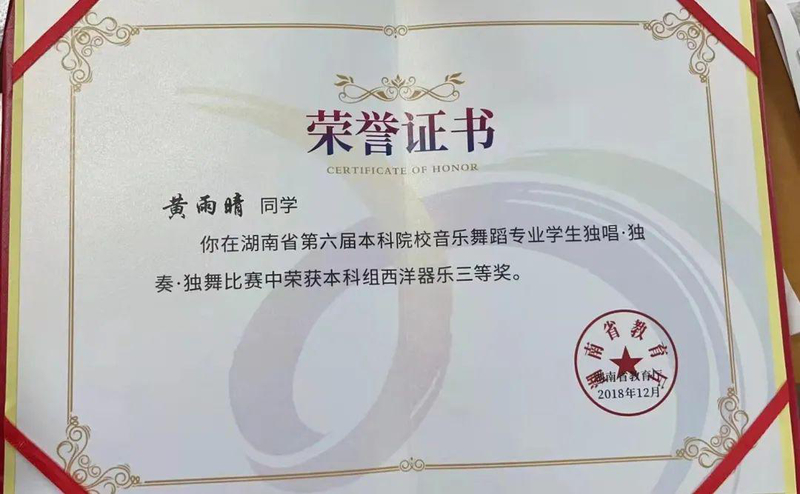 荣誉证书
CERTIFICATE OF HONOR
黄雨晴 同学
你在湖南省第六届本科院校音乐舞蹈专业学生独唱·独
奏·独舞比赛中荣获本科组西洋器乐三等奖。
湖南省教育厅
湖南省教育厅
2018年12月